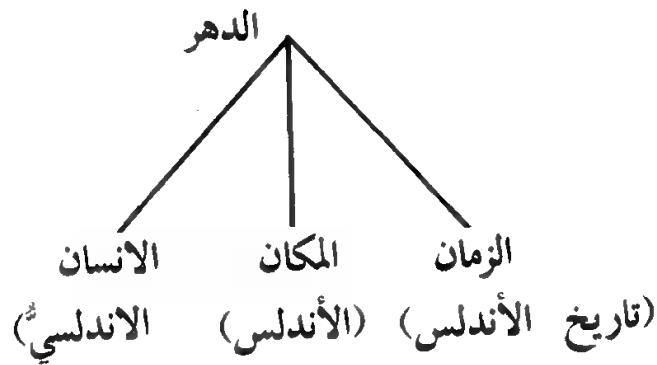 الدهر
الزمان المكان الانسان
(تاريخ الأندلس) (الأندلس) الاندلسيُّ)